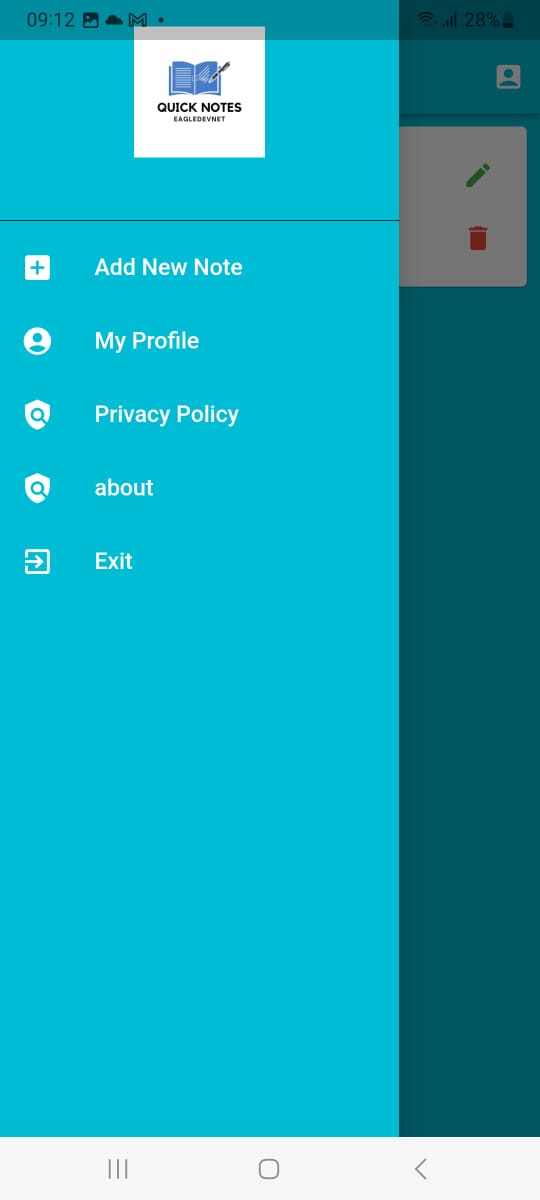 09:12
28%
QUICK NOTES
EAGLEDEVNET
Add New Note
My Profile
Privacy Policy
about
Exit